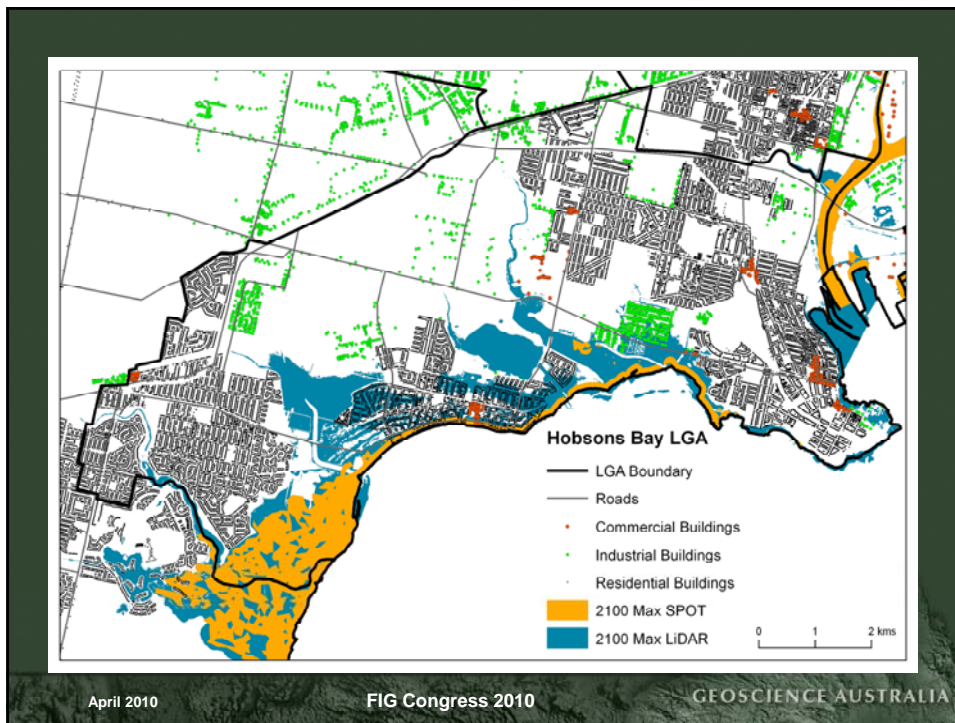 Hobsons Bay LGA
LGA Boundary
Roads
Commercial Buildings
Industrial Buildings
Residential Buildings
2100 Max SPOT
2100 Max LiDAR
0 1 2 kms
April 2010
FIG Congress 2010
GEOSCIENCE AUSTRALIA